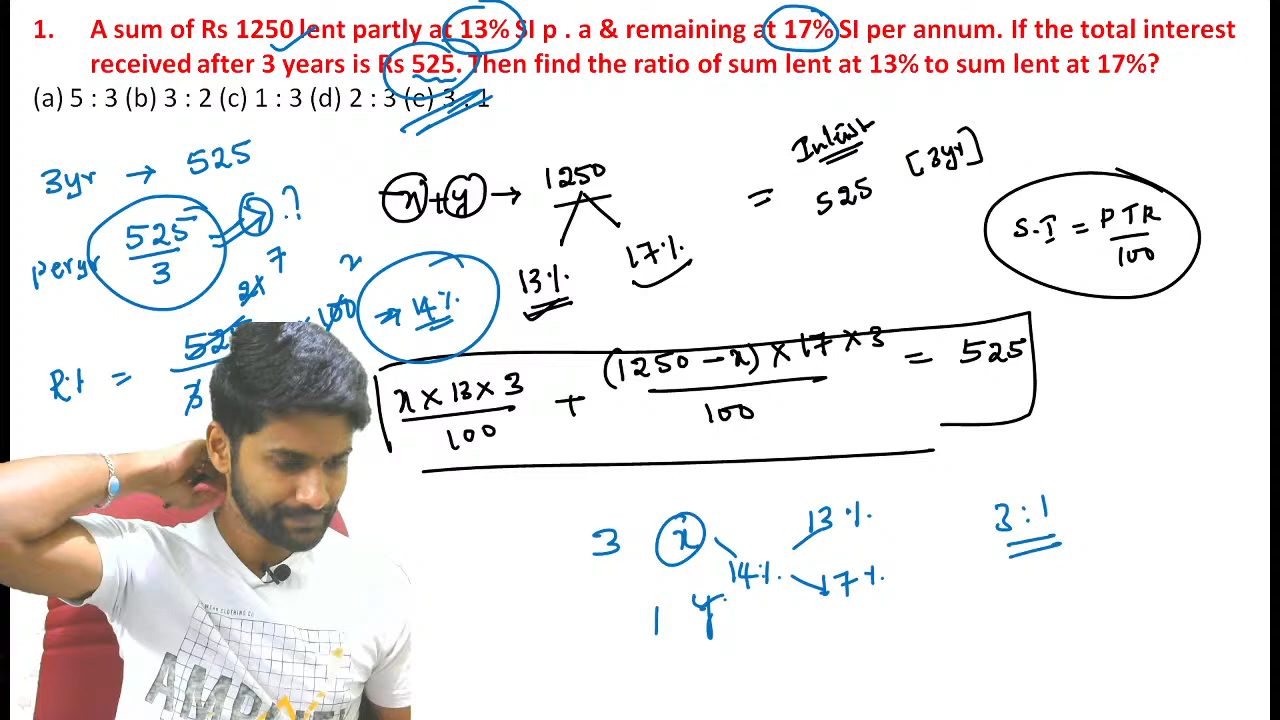 1. A sum of Rs 1250 lent partly at 13% SI p . a & remaining at 17% SI per annum. If the total interest
received after 3 years is Rs 525. Then find the ratio of sum lent at 13% to sum lent at 17%?
(a) 5 : 3 (b) 3 : 2 (c) 1 : 3 (d) 2 : 3 (e) 3 : 1
3yr → 525
per yr 525/3 ⇒ ?
7
R.I =
100
→ 14%
x + y → 1250
13% 17%
= 525 [3yr]
S.I = PTR/100
x × 13 × 3/100 + (1250 - x) × 17 × 3/100 = 525
3 x 13%
14%
1 y 17%
3 : 1